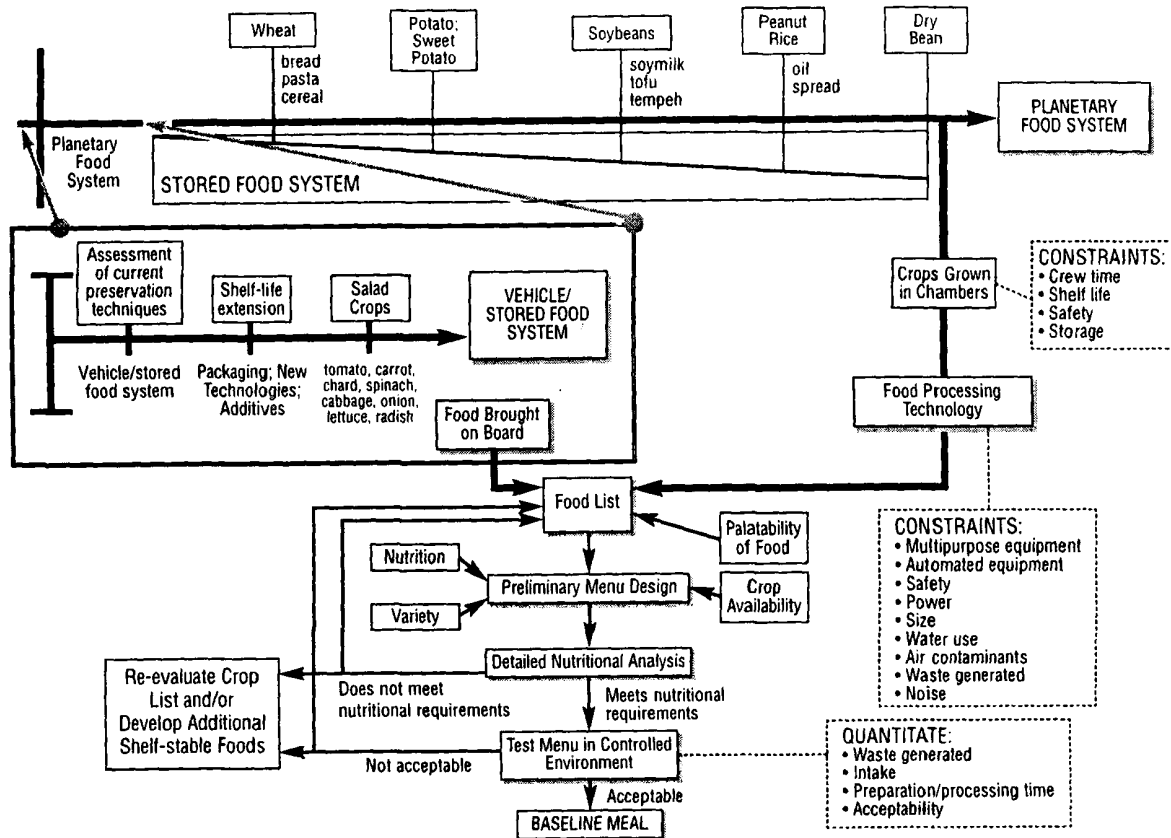 Wheat
bread
pasta
cereal
Potato;
Sweet
Potato
Soybeans
soymilk
tofu
tempeh
Peanut
Rice
oil
spread
Dry
Bean
PLANETARY
FOOD SYSTEM
Planetary
Food
System
STORED FOOD SYSTEM
Assessment
of current
preservation
techniques
Vehicle/stored
food system
Shelf-life
extension
Packaging; New
Technologies;
Additives
Salad
Crops
tomato, carrot,
chard, spinach,
cabbage, onion,
lettuce, radish
VEHICLE/
STORED FOOD
SYSTEM
Food Brought
on Board
Crops Grown
in Chambers
CONSTRAINTS:
• Crew time
• Shelf life
• Safety
• Storage
Food Processing
Technology
CONSTRAINTS:
• Multipurpose equipment
• Automated equipment
• Safety
• Power
• Size
• Water use
• Air contaminants
• Waste generated
• Noise
Food List
Palatability
of Food
Nutrition
Variety
Preliminary Menu Design
Crop
Availability
Detailed Nutritional Analysis
Does not meet
nutritional requirements
Meets nutritional
requirements
Re-evaluate Crop
List and/or
Develop Additional
Shelf-stable Foods
Not acceptable
Test Menu in Controlled
Environment
Acceptable
BASELINE MEAL
QUANTITATE:
• Waste generated
• Intake
• Preparation/processing time
• Acceptability